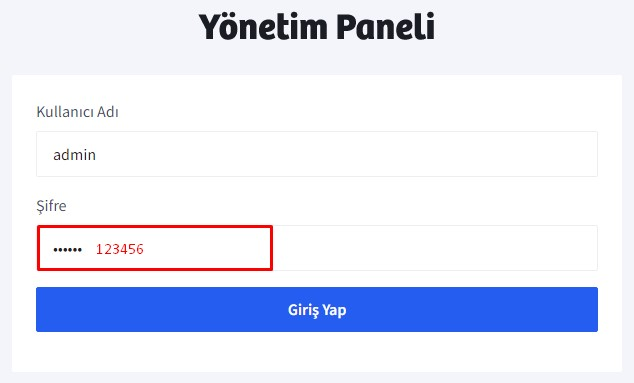 Yönetim Paneli
Kullanıcı Adı
admin
Şifre
•••••• 123456
Giriş Yap